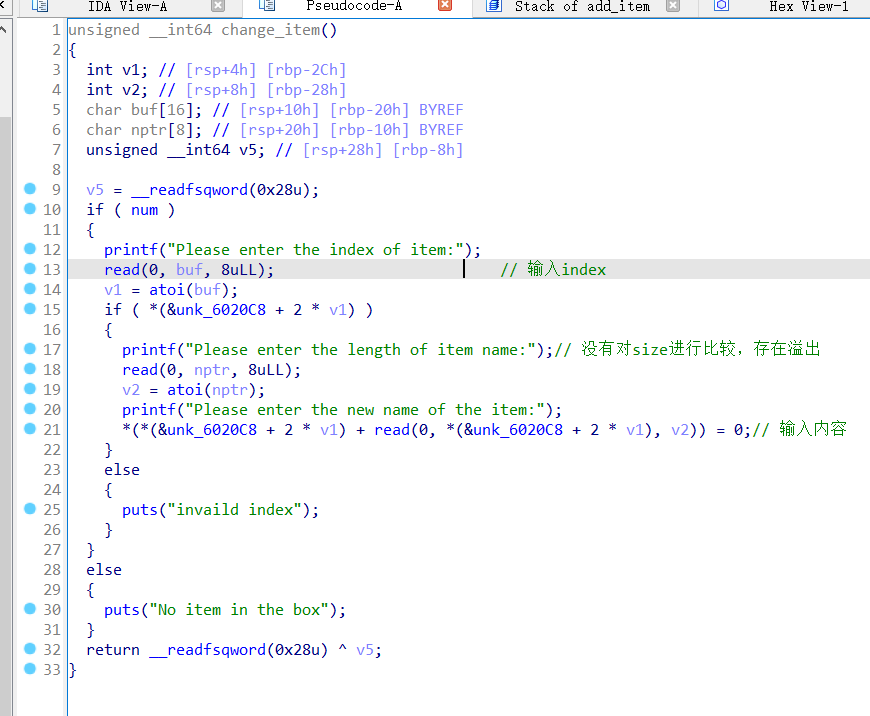 IDA View-A Pseudocode-A Stack of add_item Hex View-1
1 unsigned __int64 change_item()
2 {
3 int v1; // [rsp+4h] [rbp-2Ch]
4 int v2; // [rsp+8h] [rbp-28h]
5 char buf[16]; // [rsp+10h] [rbp-20h] BYREF
6 char nptr[8]; // [rsp+20h] [rbp-10h] BYREF
7 unsigned __int64 v5; // [rsp+28h] [rbp-8h]
8
9 v5 = __readfsqword(0x28u);
10 if ( num )
11 {
12 printf("Please enter the index of item:");
13 read(0, buf, 8uLL); // 输入index
14 v1 = atoi(buf);
15 if ( *(&unk_6020C8 + 2 * v1) )
16 {
17 printf("Please enter the length of item name:");// 没有对size进行比较，存在溢出
18 read(0, nptr, 8uLL);
19 v2 = atoi(nptr);
20 printf("Please enter the new name of the item:");
21 *(*(&unk_6020C8 + 2 * v1) + read(0, *(&unk_6020C8 + 2 * v1), v2)) = 0;// 输入内容
22 }
23 else
24 {
25 puts("invaild index");
26 }
27 }
28 else
29 {
30 puts("No item in the box");
31 }
32 return __readfsqword(0x28u) ^ v5;
33 }